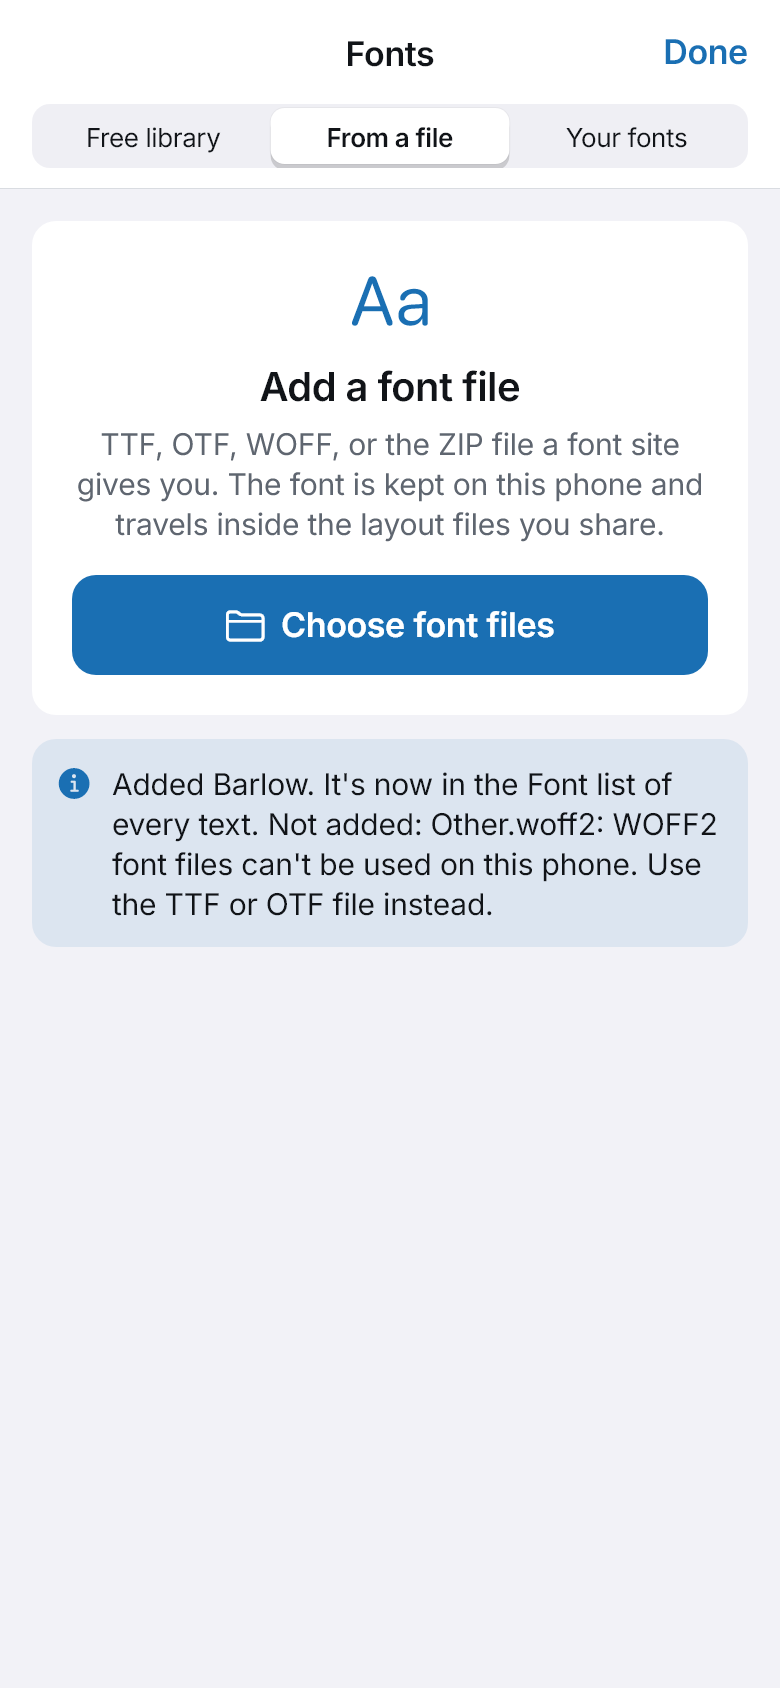 Fonts
Done
Free library
From a file
Your fonts
Aa
Add a font file
TTF, OTF, WOFF, or the ZIP file a font site
gives you. The font is kept on this phone and
travels inside the layout files you share.
Choose font files
Added Barlow. It's now in the Font list of
every text. Not added: Other.woff2: WOFF2
font files can't be used on this phone. Use
the TTF or OTF file instead.